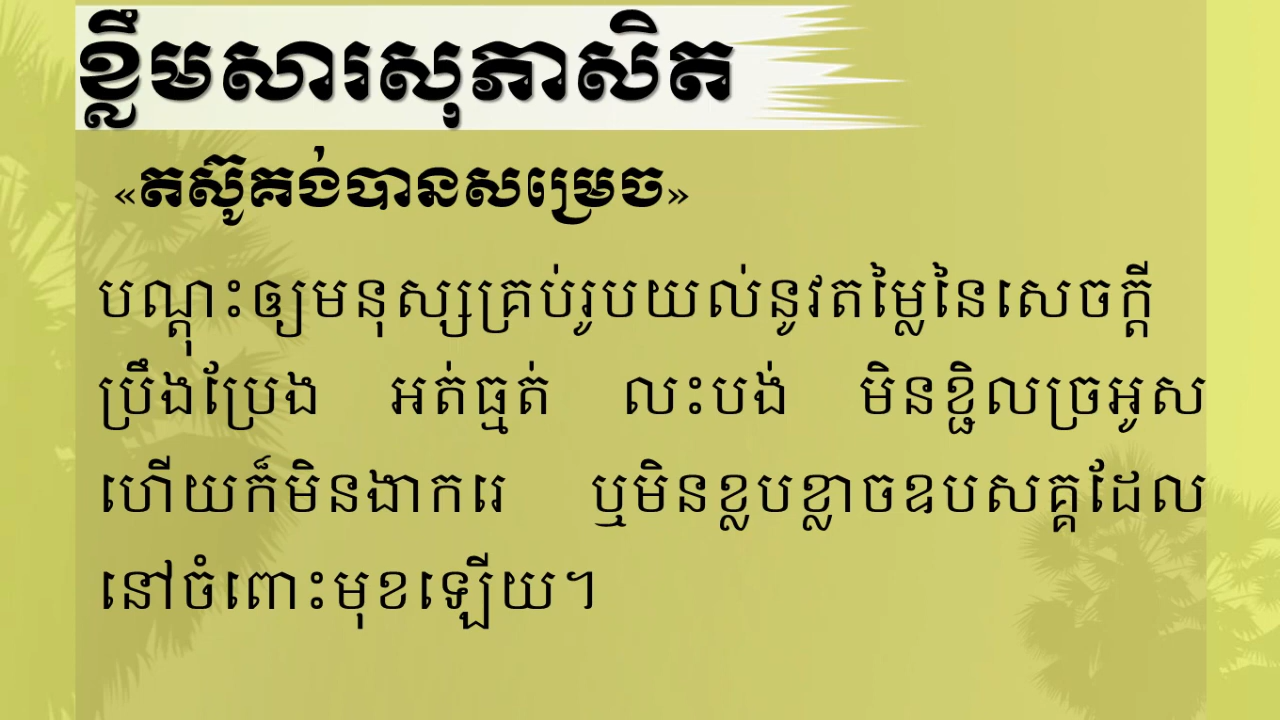 ខ្លឹមសារសុភាសិត
«តស៊ូគង់បានសម្រេច»
បណ្ដុះឲ្យមនុស្សគ្រប់រូបយល់នូវតម្លៃនៃសេចក្ដី
ប្រឹងប្រែង អត់ធ្មត់ លះបង់ មិនខ្ជិលច្រអូស
ហើយក៏មិនងាករេ ឬមិនខ្លបខ្លាចឧបសគ្គដែល
នៅចំពោះមុខឡើយ។